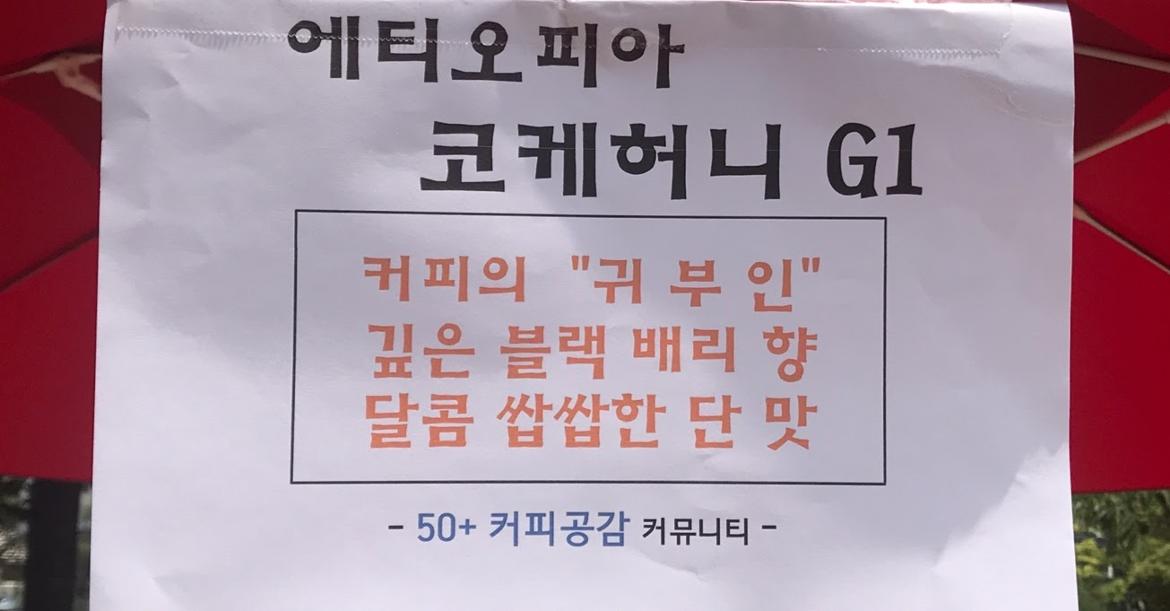 에티오피아
코케허니 G1
커피의 "귀 부 인"
깊은 블랙 배리 향
달콤 쌉쌉한 단 맛
- 50+ 커피공감 커뮤니티 -